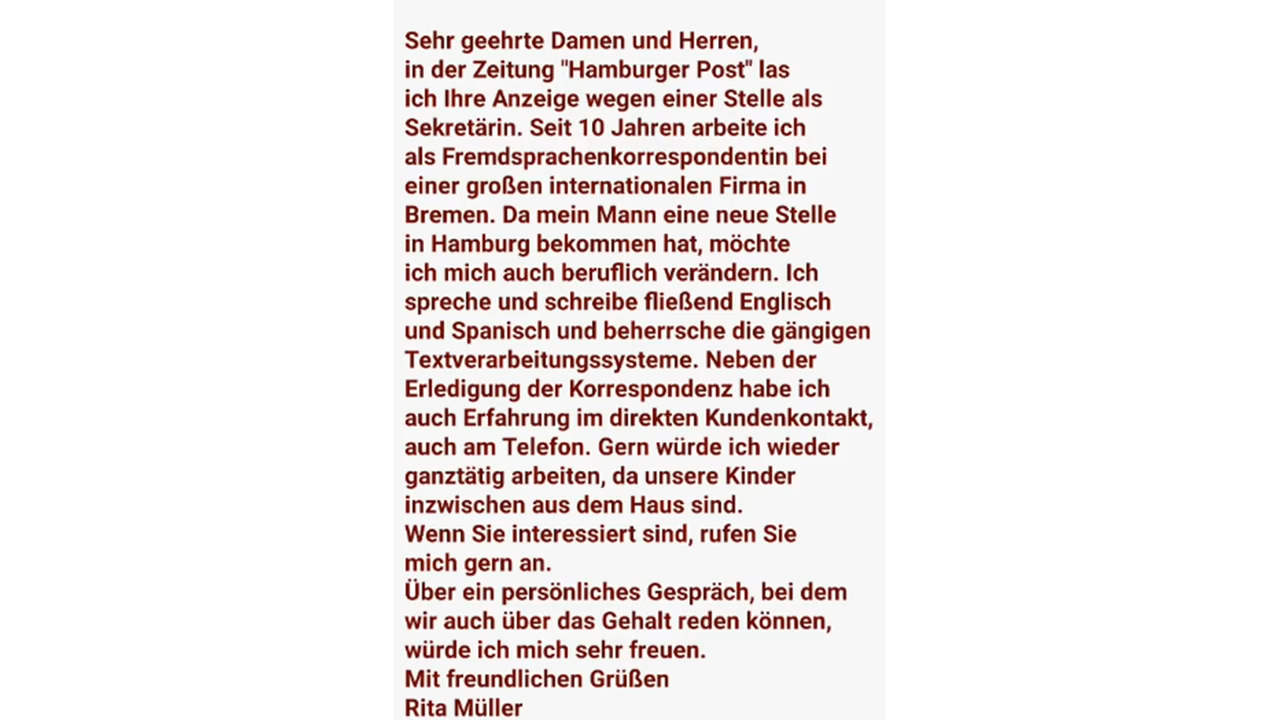 Sehr geehrte Damen und Herren,
in der Zeitung "Hamburger Post" las
ich Ihre Anzeige wegen einer Stelle als
Sekretärin. Seit 10 Jahren arbeite ich
als Fremdsprachenkorrespondentin bei
einer großen internationalen Firma in
Bremen. Da mein Mann eine neue Stelle
in Hamburg bekommen hat, möchte
ich mich auch beruflich verändern. Ich
spreche und schreibe fließend Englisch
und Spanisch und beherrsche die gängigen
Textverarbeitungssysteme. Neben der
Erledigung der Korrespondenz habe ich
auch Erfahrung im direkten Kundenkontakt,
auch am Telefon. Gern würde ich wieder
ganztätig arbeiten, da unsere Kinder
inzwischen aus dem Haus sind.
Wenn Sie interessiert sind, rufen Sie
mich gern an.
Über ein persönliches Gespräch, bei dem
wir auch über das Gehalt reden können,
würde ich mich sehr freuen.
Mit freundlichen Grüßen
Rita Müller